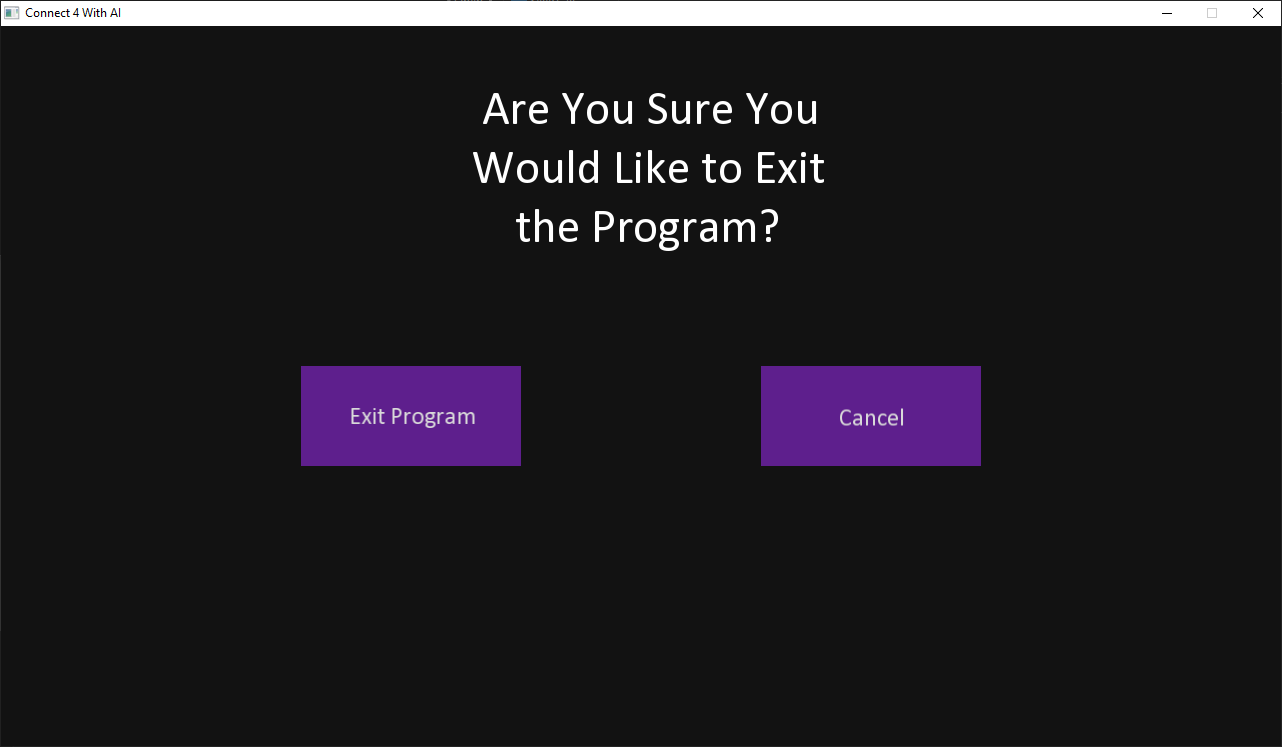 Connect 4 With AI
Are You Sure You
Would Like to Exit
the Program?
Exit Program
Cancel